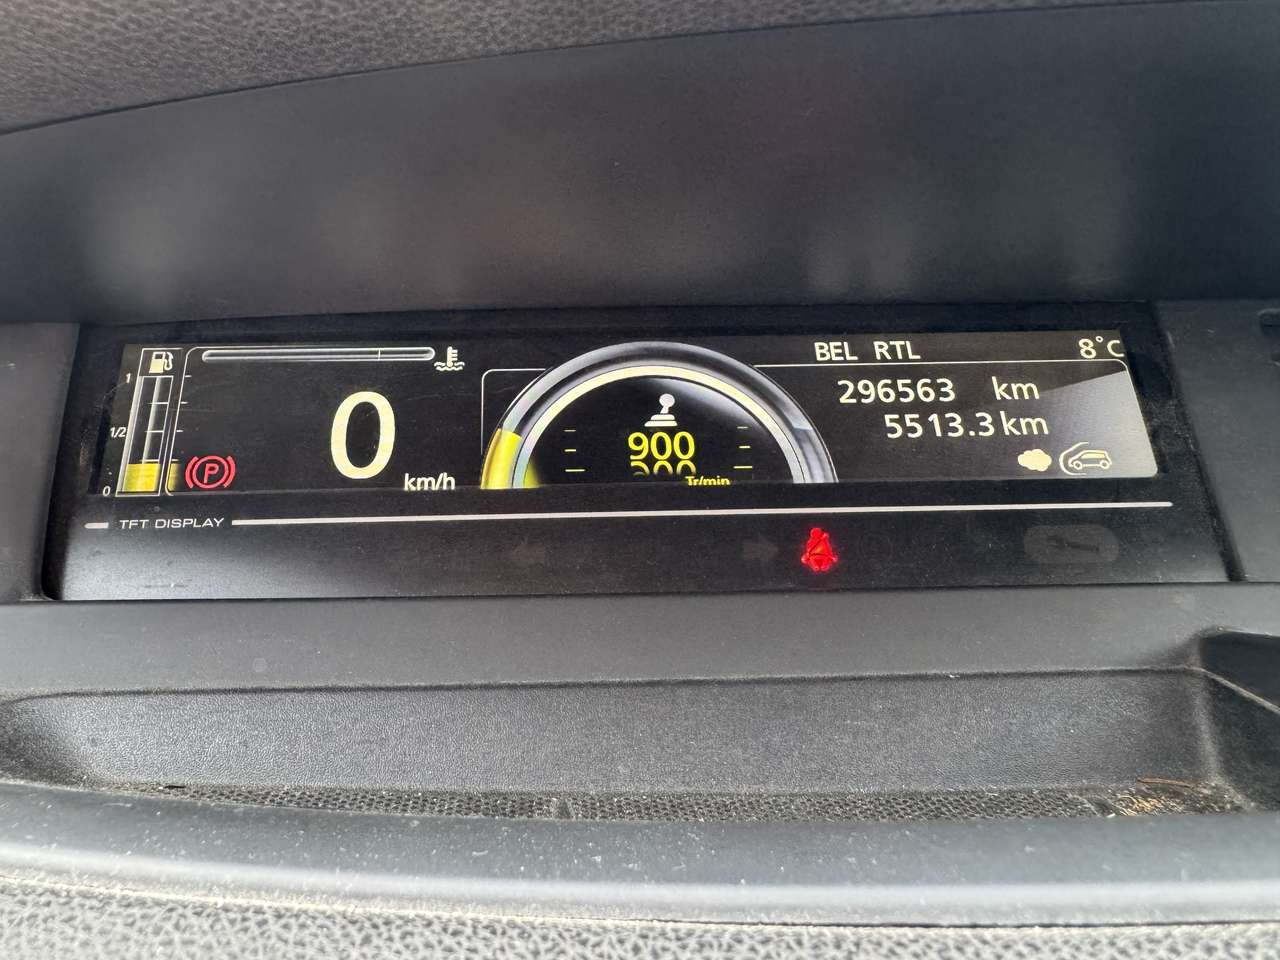 BEL RTL 8°C
296563 km
5513.3 km
1
1/2
0
P
0 km/h
900
Tr/min
TFT DISPLAY